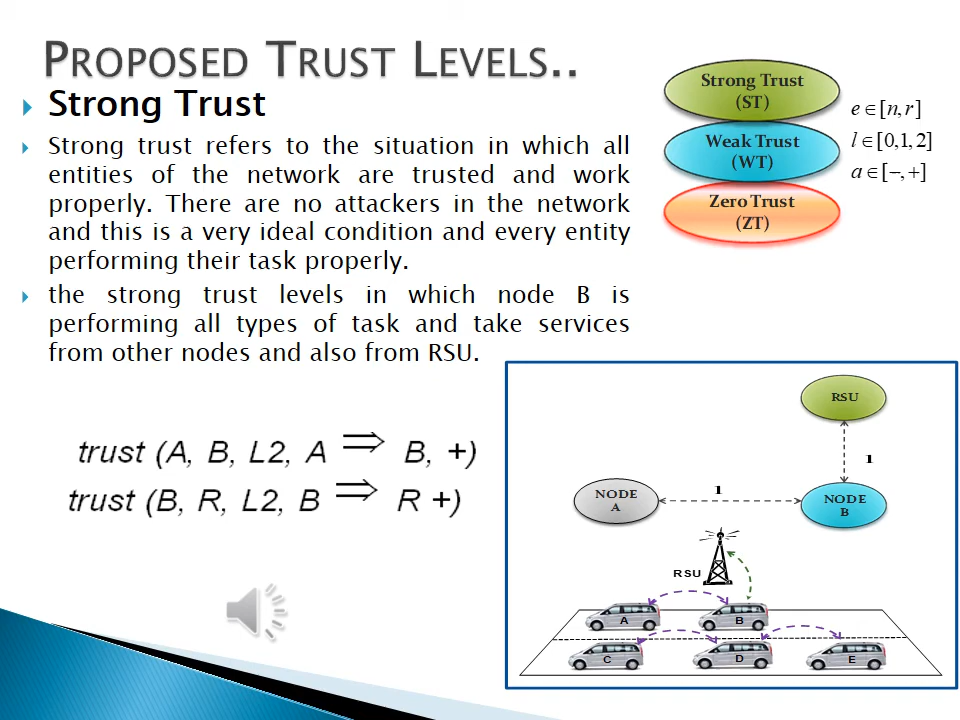 PROPOSED TRUST LEVELS..
Strong Trust
Strong trust refers to the situation in which all
entities of the network are trusted and work
properly. There are no attackers in the network
and this is a very ideal condition and every entity
performing their task properly.
the strong trust levels in which node B is
performing all types of task and take services
from other nodes and also from RSU.
trust (A, B, L2, A ⇒ B, +)
trust (B, R, L2, B ⇒ R +)
Strong Trust
(ST)
Weak Trust
(WT)
Zero Trust
(ZT)
e ∈[n, r]
l ∈[0,1, 2]
a ∈[−, +]
RSU
1
NODE
A
1
NODE
B
RSU
A
B
C
D
E